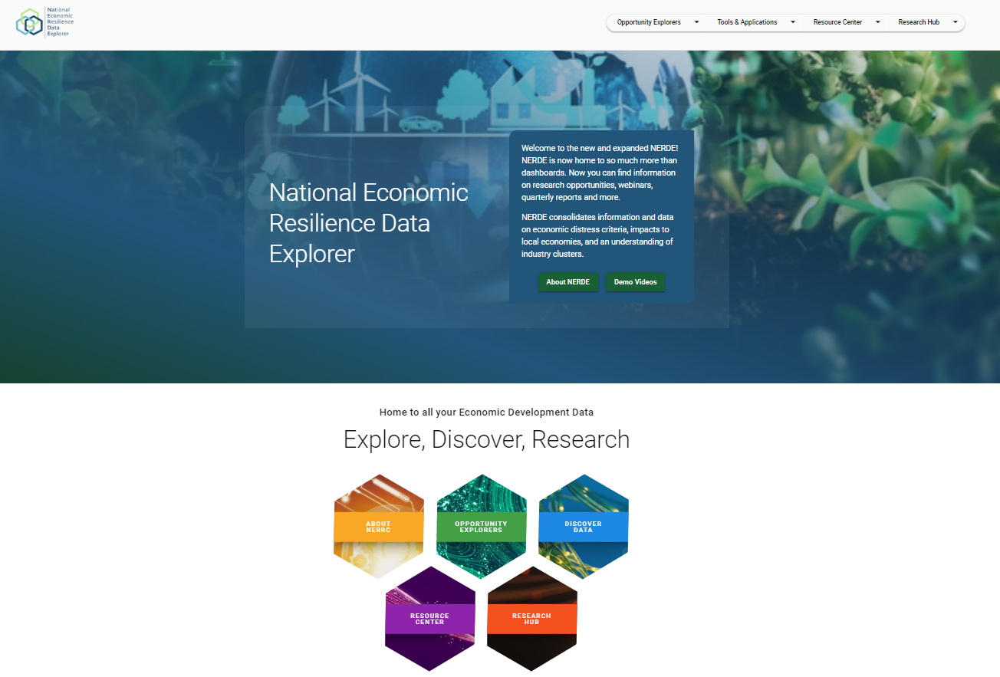 National
Economic
Resilience
Data
Explorer
Opportunity Explorers
Tools & Applications
Resource Center
Research Hub
National Economic
Resilience Data
Explorer
Welcome to the new and expanded NERDE!
NERDE is now home to so much more than
dashboards. Now you can find information
on research opportunities, webinars,
quarterly reports and more.
NERDE consolidates information and data
on economic distress criteria, impacts to
local economies, and an understanding of
industry clusters.
About NERDE
Demo Videos
Home to all your Economic Development Data
Explore, Discover, Research
ABOUT
NERRC
OPPORTUNITY
EXPLORERS
DISCOVER
DATA
RESOURCE
CENTER
RESEARCH
HUB